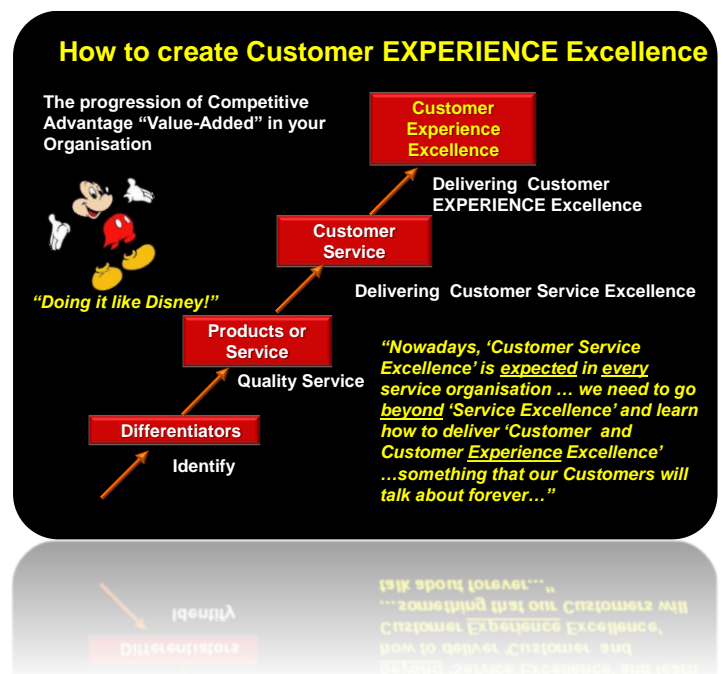 How to create Customer EXPERIENCE Excellence
The progression of Competitive
Advantage “Value-Added” in your
Organisation
Customer
Experience
Excellence
Delivering Customer
EXPERIENCE Excellence
Customer
Service
“Doing it like Disney!”
Delivering Customer Service Excellence
Products or
Service
Quality Service
“Nowadays, ‘Customer Service
Excellence’ is expected in every
service organisation … we need to go
beyond ‘Service Excellence’ and learn
how to deliver ‘Customer and
Customer Experience Excellence’
…something that our Customers will
talk about forever…”
Differentiators
Identify